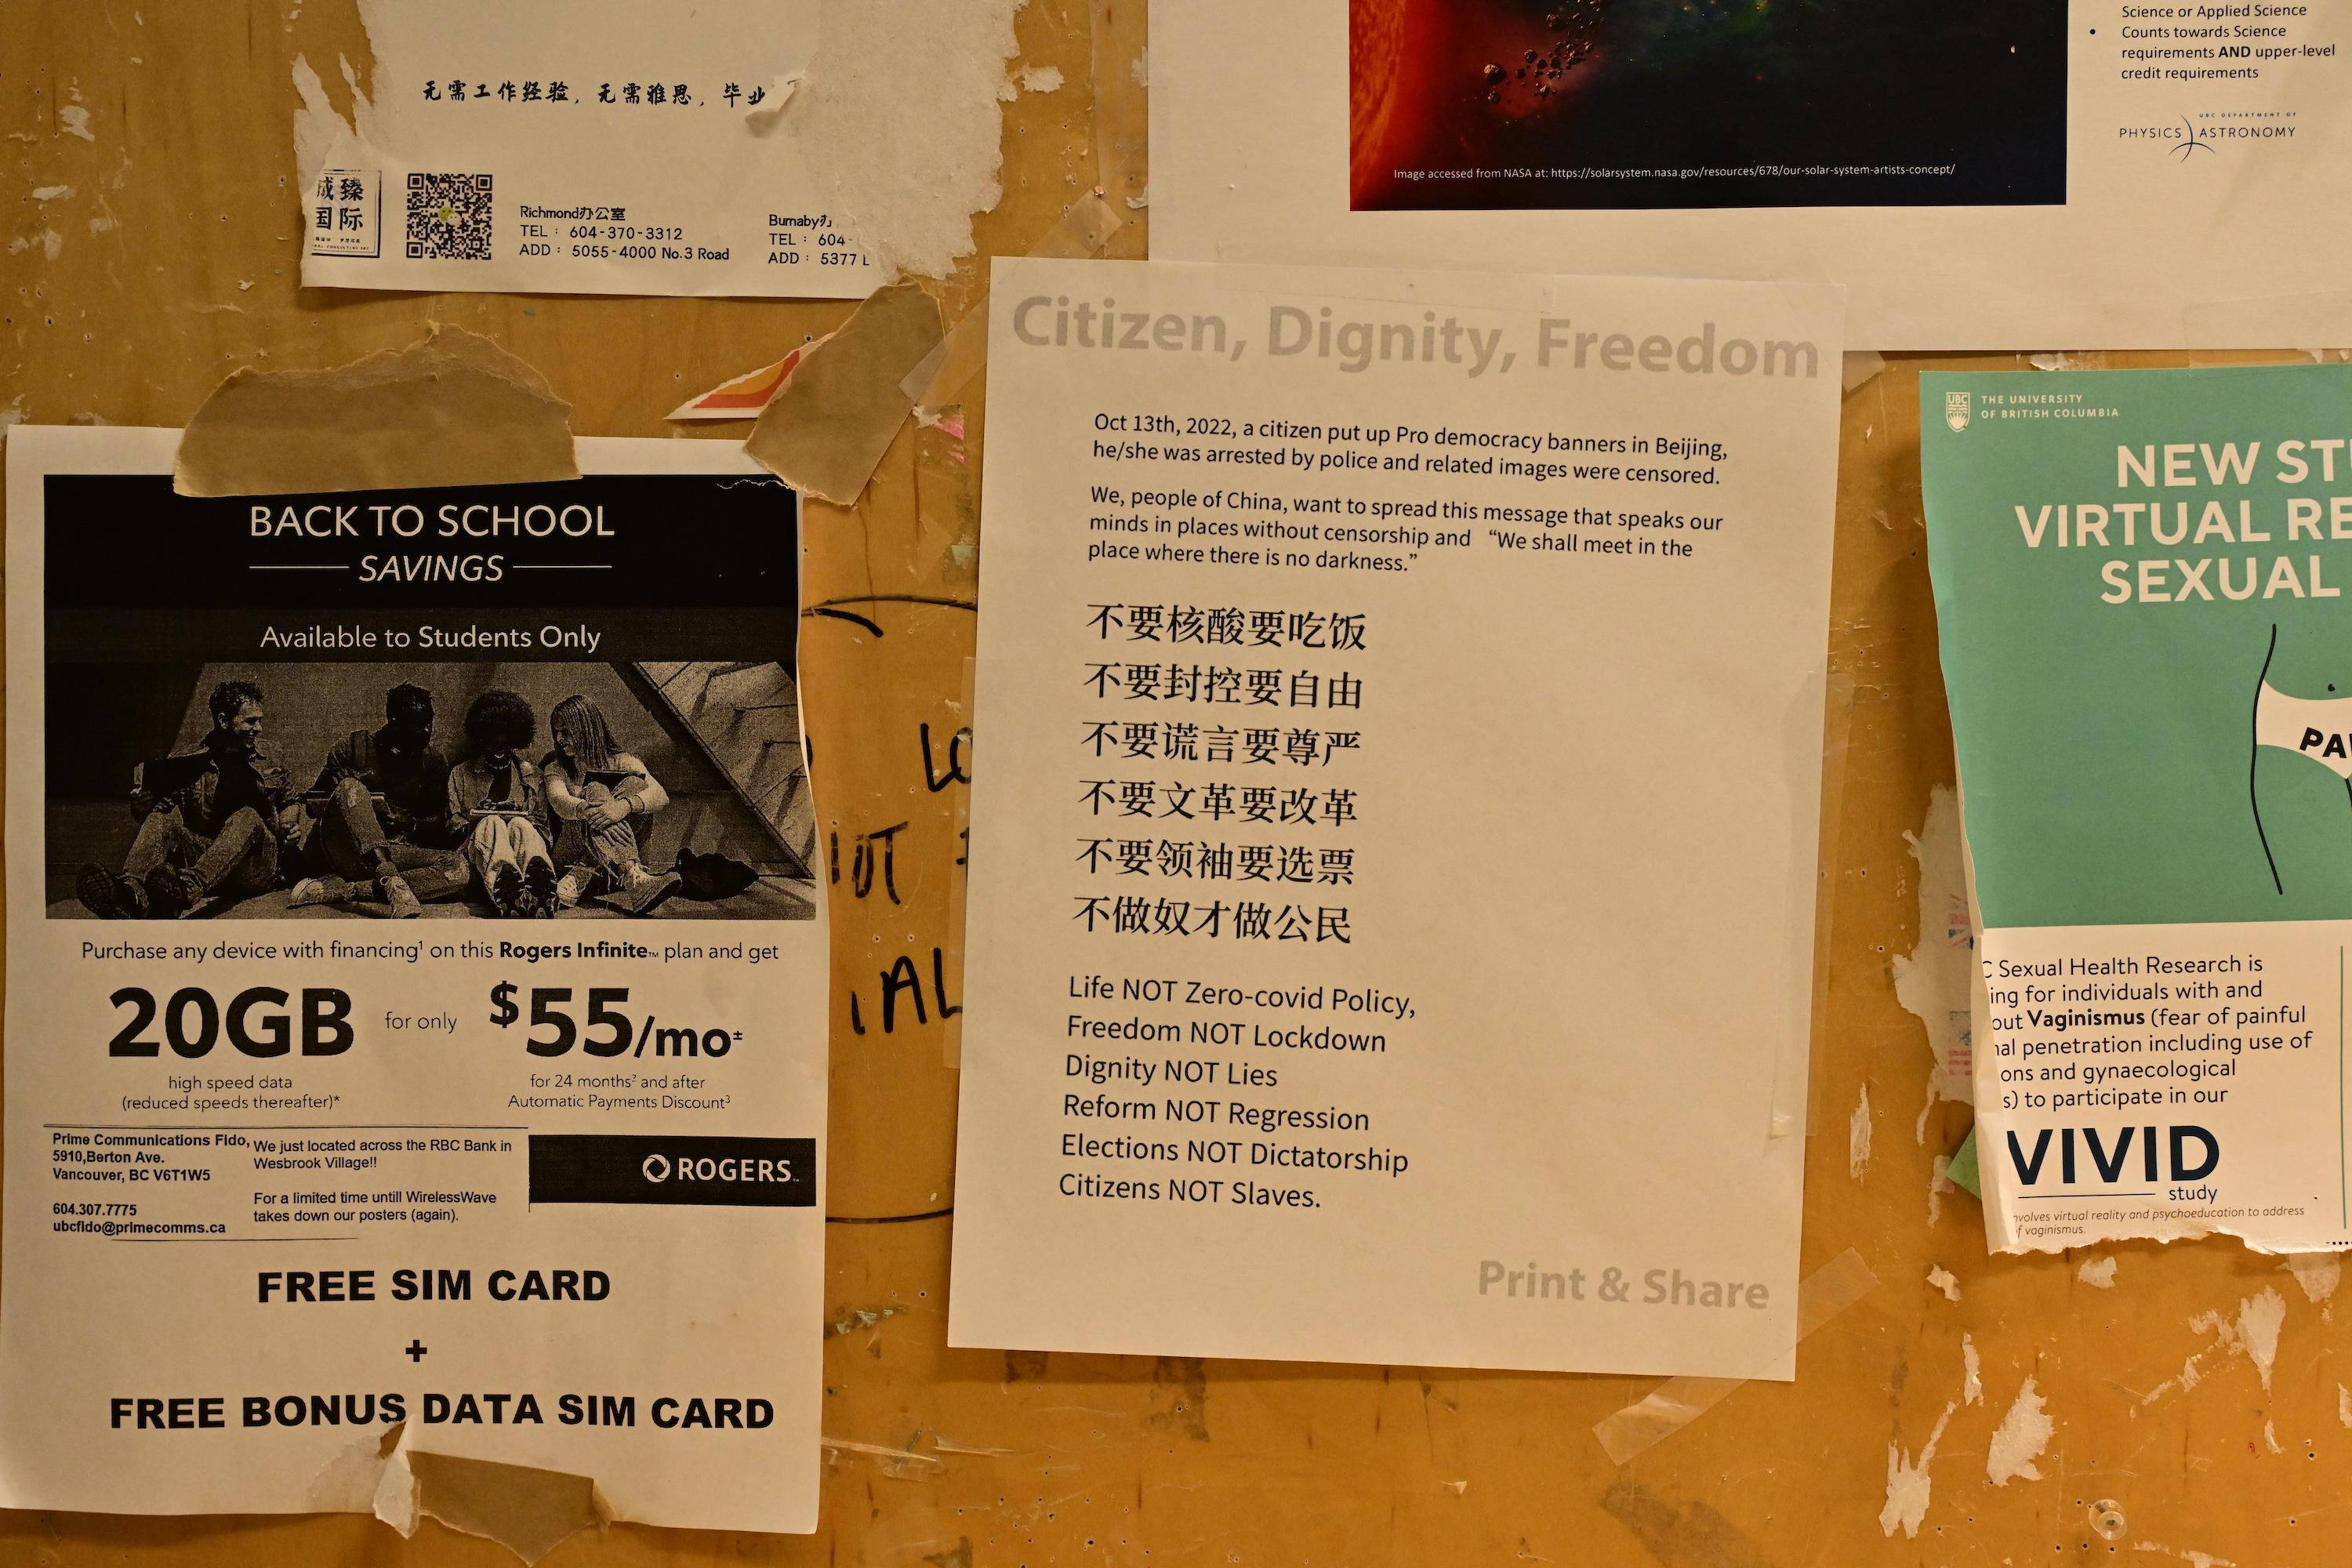 无需工作经验，无需雅思，毕业
臻
国际
Richmond办公室
TEL： 604-370-3312
ADD： 5055-4000 No.3 Road
Burnaby办
TEL： 604-
ADD： 5377 L
Science or Applied Science
• Counts towards Science
requirements AND upper-level
credit requirements
UBC DEPARTMENT OF
PHYSICS ASTRONOMY
Image accessed from NASA at: https://solarsystem.nasa.gov/resources/678/our-solar-system-artists-concept/
BACK TO SCHOOL
SAVINGS
Available to Students Only
Purchase any device with financing¹ on this Rogers Infinite™ plan and get
20GB for only $55/mo±
high speed data
(reduced speeds thereafter)*
for 24 months² and after
Automatic Payments Discount³
Prime Communications Fido,
5910,Berton Ave.
Vancouver, BC V6T1W5
604.307.7775
ubcfido@primecomms.ca
We just located across the RBC Bank in
Wesbrook Village!!
For a limited time untill WirelessWave
takes down our posters (again).
ROGERS™
FREE SIM CARD
+
FREE BONUS DATA SIM CARD
Citizen, Dignity, Freedom
Oct 13th, 2022, a citizen put up Pro democracy banners in Beijing,
he/she was arrested by police and related images were censored.
We, people of China, want to spread this message that speaks our
minds in places without censorship and “We shall meet in the
place where there is no darkness.”
不要核酸要吃饭
不要封控要自由
不要谎言要尊严
不要文革要改革
不要领袖要选票
不做奴才做公民
Life NOT Zero-covid Policy,
Freedom NOT Lockdown
Dignity NOT Lies
Reform NOT Regression
Elections NOT Dictatorship
Citizens NOT Slaves.
Print & Share
UBC
THE UNIVERSITY
OF BRITISH COLUMBIA
NEW ST
VIRTUAL RE
SEXUAL
PA
C Sexual Health Research is
ing for individuals with and
out Vaginismus (fear of painful
nal penetration including use of
ons and gynaecological
s) to participate in our
VIVID
study
nvolves virtual reality and psychoeducation to address
f vaginismus.